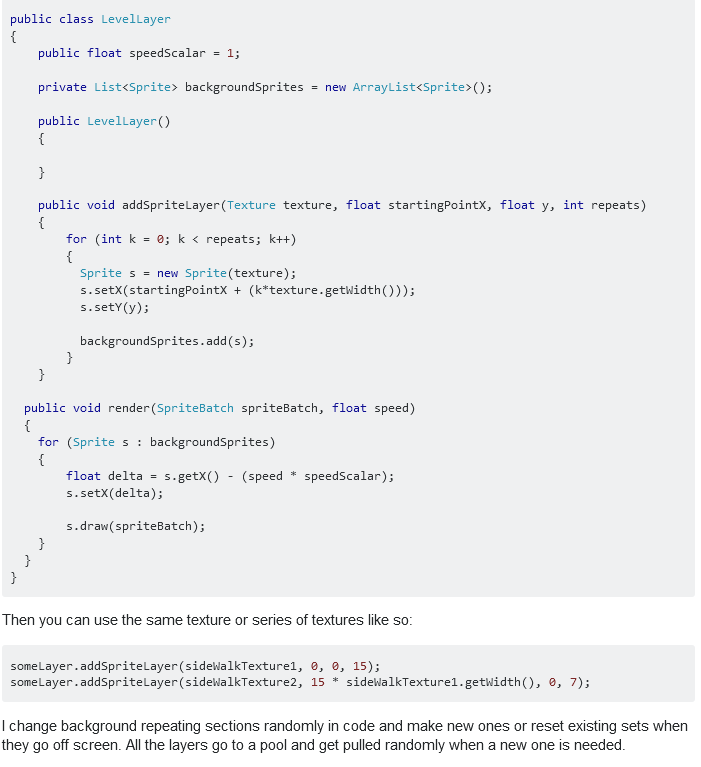 public class LevelLayer
{
public float speedScalar = 1;
private List<Sprite> backgroundSprites = new ArrayList<Sprite>();
public LevelLayer()
{
}
public void addSpriteLayer(Texture texture, float startingPointX, float y, int repeats)
{
for (int k = 0; k < repeats; k++)
{
Sprite s = new Sprite(texture);
s.setX(startingPointX + (k*texture.getWidth()));
s.setY(y);
backgroundSprites.add(s);
}
}
public void render(SpriteBatch spriteBatch, float speed)
{
for (Sprite s : backgroundSprites)
{
float delta = s.getX() - (speed * speedScalar);
s.setX(delta);
s.draw(spriteBatch);
}
}
}
Then you can use the same texture or series of textures like so:
someLayer.addSpriteLayer(sideWalkTexture1, 0, 0, 15);
someLayer.addSpriteLayer(sideWalkTexture2, 15 * sideWalkTexture1.getWidth(), 0, 7);
I change background repeating sections randomly in code and make new ones or reset existing sets when
they go off screen. All the layers go to a pool and get pulled randomly when a new one is needed.